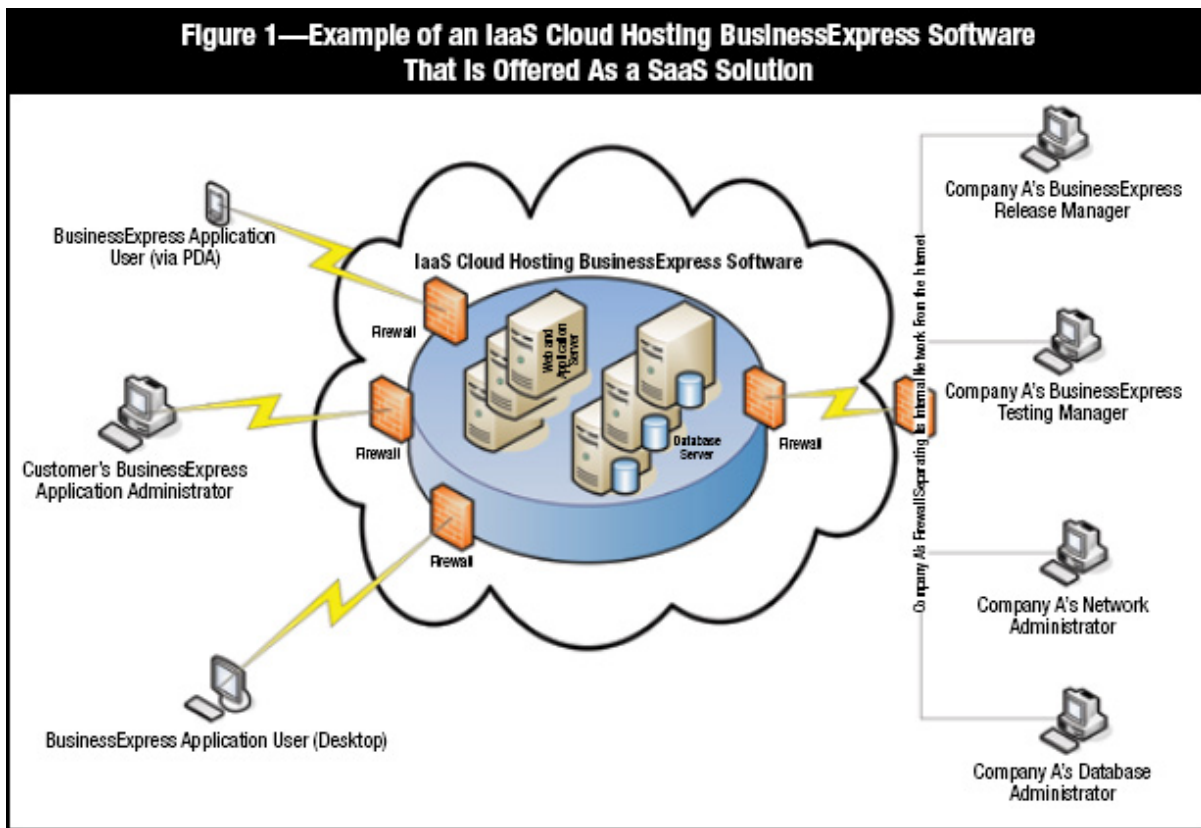 Figure 1—Example of an IaaS Cloud Hosting BusinessExpress Software
That Is Offered As a SaaS Solution
BusinessExpress Application
User (via PDA)
Customer's BusinessExpress
Application Administrator
BusinessExpress Application User (Desktop)
IaaS Cloud Hosting BusinessExpress Software
Firewall
Firewall
Firewall
Web and
Application
Server
Database
Server
Firewall
Company A's Firewall Separating Its Internal Network From the Internet
Company A's BusinessExpress
Release Manager
Company A's BusinessExpress
Testing Manager
Company A's Network
Administrator
Company A's Database
Administrator